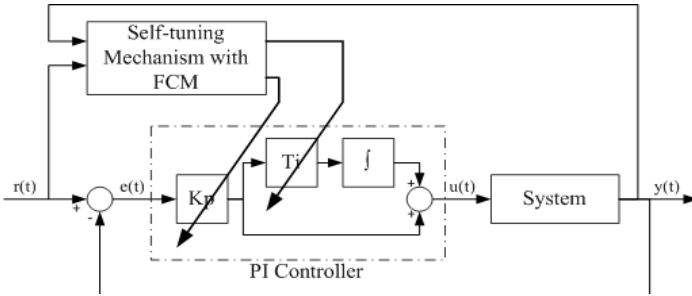 Self-tuning
Mechanism with
FCM
r(t)
+
-
e(t)
Kp
Ti
∫
+
+
u(t)
System
y(t)
PI Controller